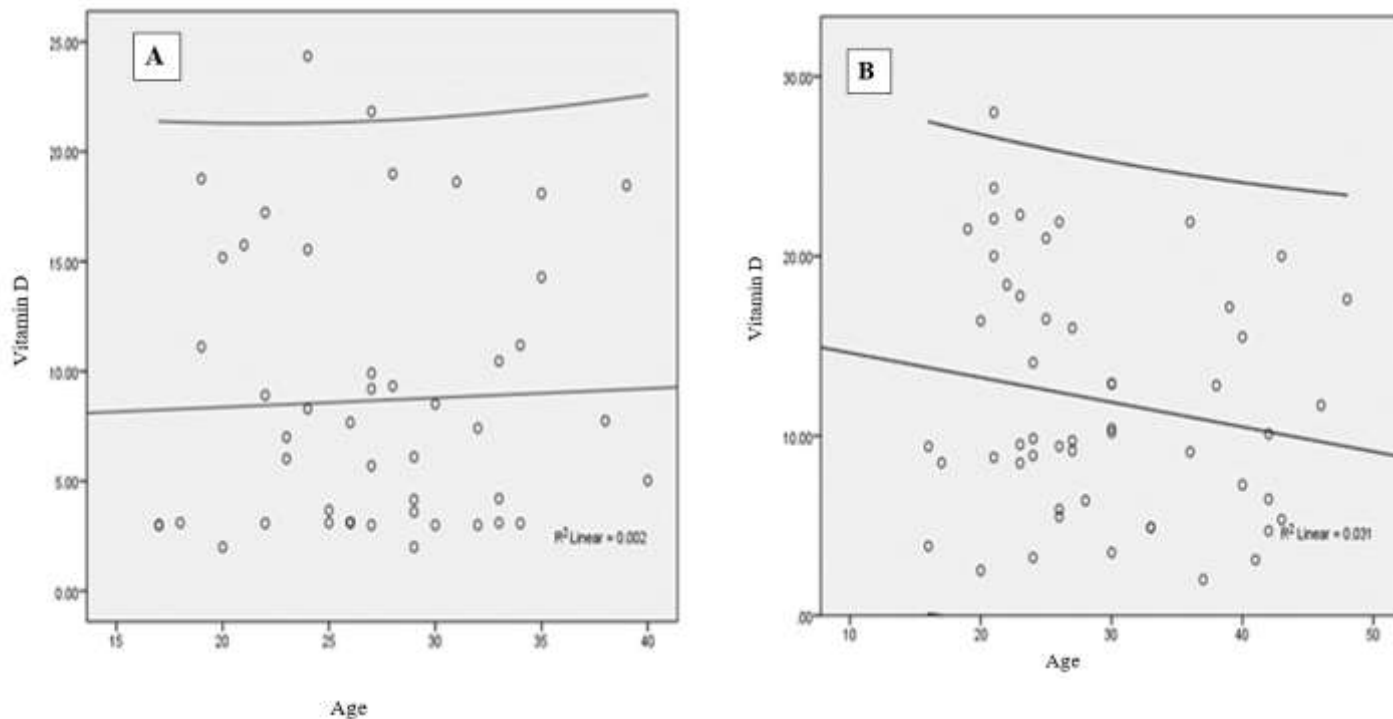 A
25.00
20.00
15.00
10.00
5.00
0.00
Vitamin D
R² Linear = 0.002
15 20 25 30 35 40
Age
B
30.00
20.00
10.00
.00
Vitamin D
R² Linear = 0.031
10 20 30 40 50
Age